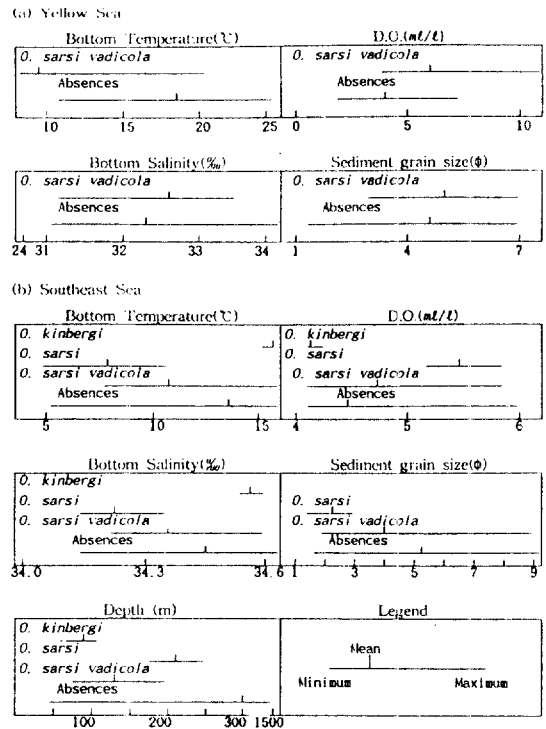 (a) Yellow Sea
Bottom Temperature(℃)
O. sarsi vadicola
Absences
10 15 20 25
D.O.(ml/l)
O. sarsi vadicola
Absences
0 5 10
Bottom Salinity(‰)
O. sarsi vadicola
Absences
24 31 32 33 34
Sediment grain size(Φ)
O. sarsi vadicola
Absences
1 4 7
(b) Southeast Sea
Bottom Temperature(℃)
O. kinbergi
O. sarsi
O. sarsi vadicola
Absences
5 10 15
D.O.(ml/l)
O. kinbergi
O. sarsi
O. sarsi vadicola
Absences
4 5 6
Bottom Salinity(‰)
O. kinbergi
O. sarsi
O. sarsi vadicola
Absences
34.0 34.3 34.6
Sediment grain size(Φ)
O. sarsi
O. sarsi vadicola
Absences
1 3 5 7 9
Depth (m)
O. kinbergi
O. sarsi
O. sarsi vadicola
Absences
100 200 300 1500
Legend
Mean
Minimum Maximum